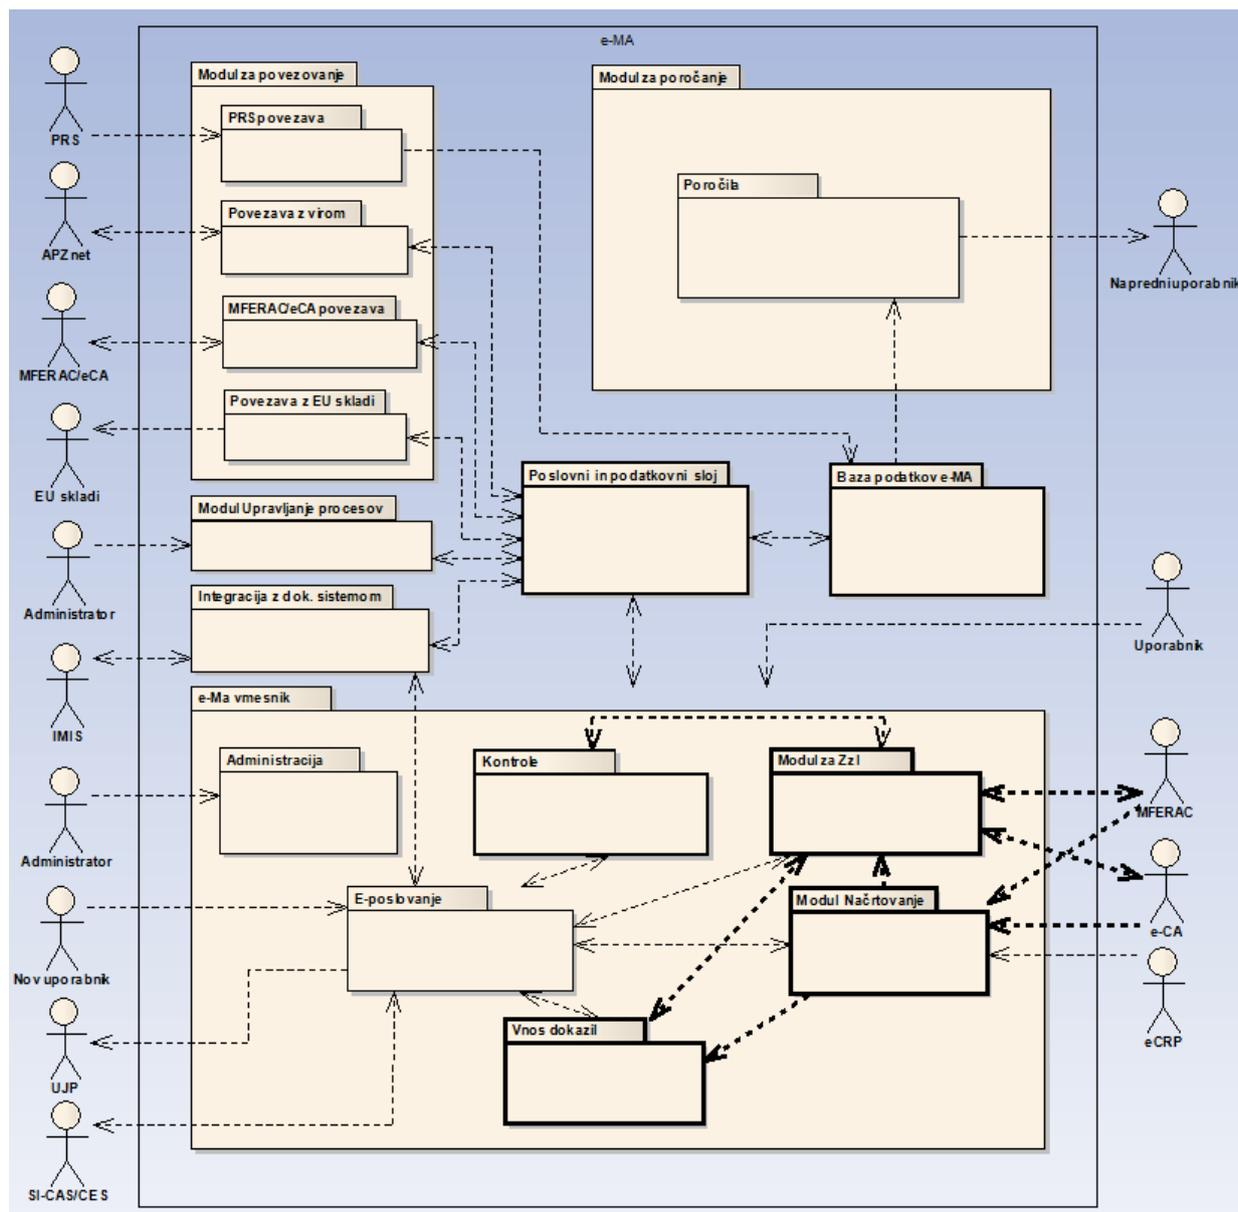 e-MA
Modul za povezovanje
Modul za poročanje
PRS povezava
PRS
Povezava z virom
Poročila
APZnet
Napredni uporabnik
MFERAC/eCA povezava
MFERAC/eCA
Povezava z EU skladi
EU skladi
Poslovni in podatkovni sloj
Baza podatkov e-MA
Modul Upravljanje procesov
Administrator
Integracija z dok. sistemom
Uporabnik
IMIS
e-Ma vmesnik
Administracija
Kontrole
Modul za ZzI
MFERAC
Administrator
E-poslovanje
Modul Načrtovanje
e-CA
Nov uporabnik
Vnos dokazil
eCRP
UJP
SI-CAS/CES